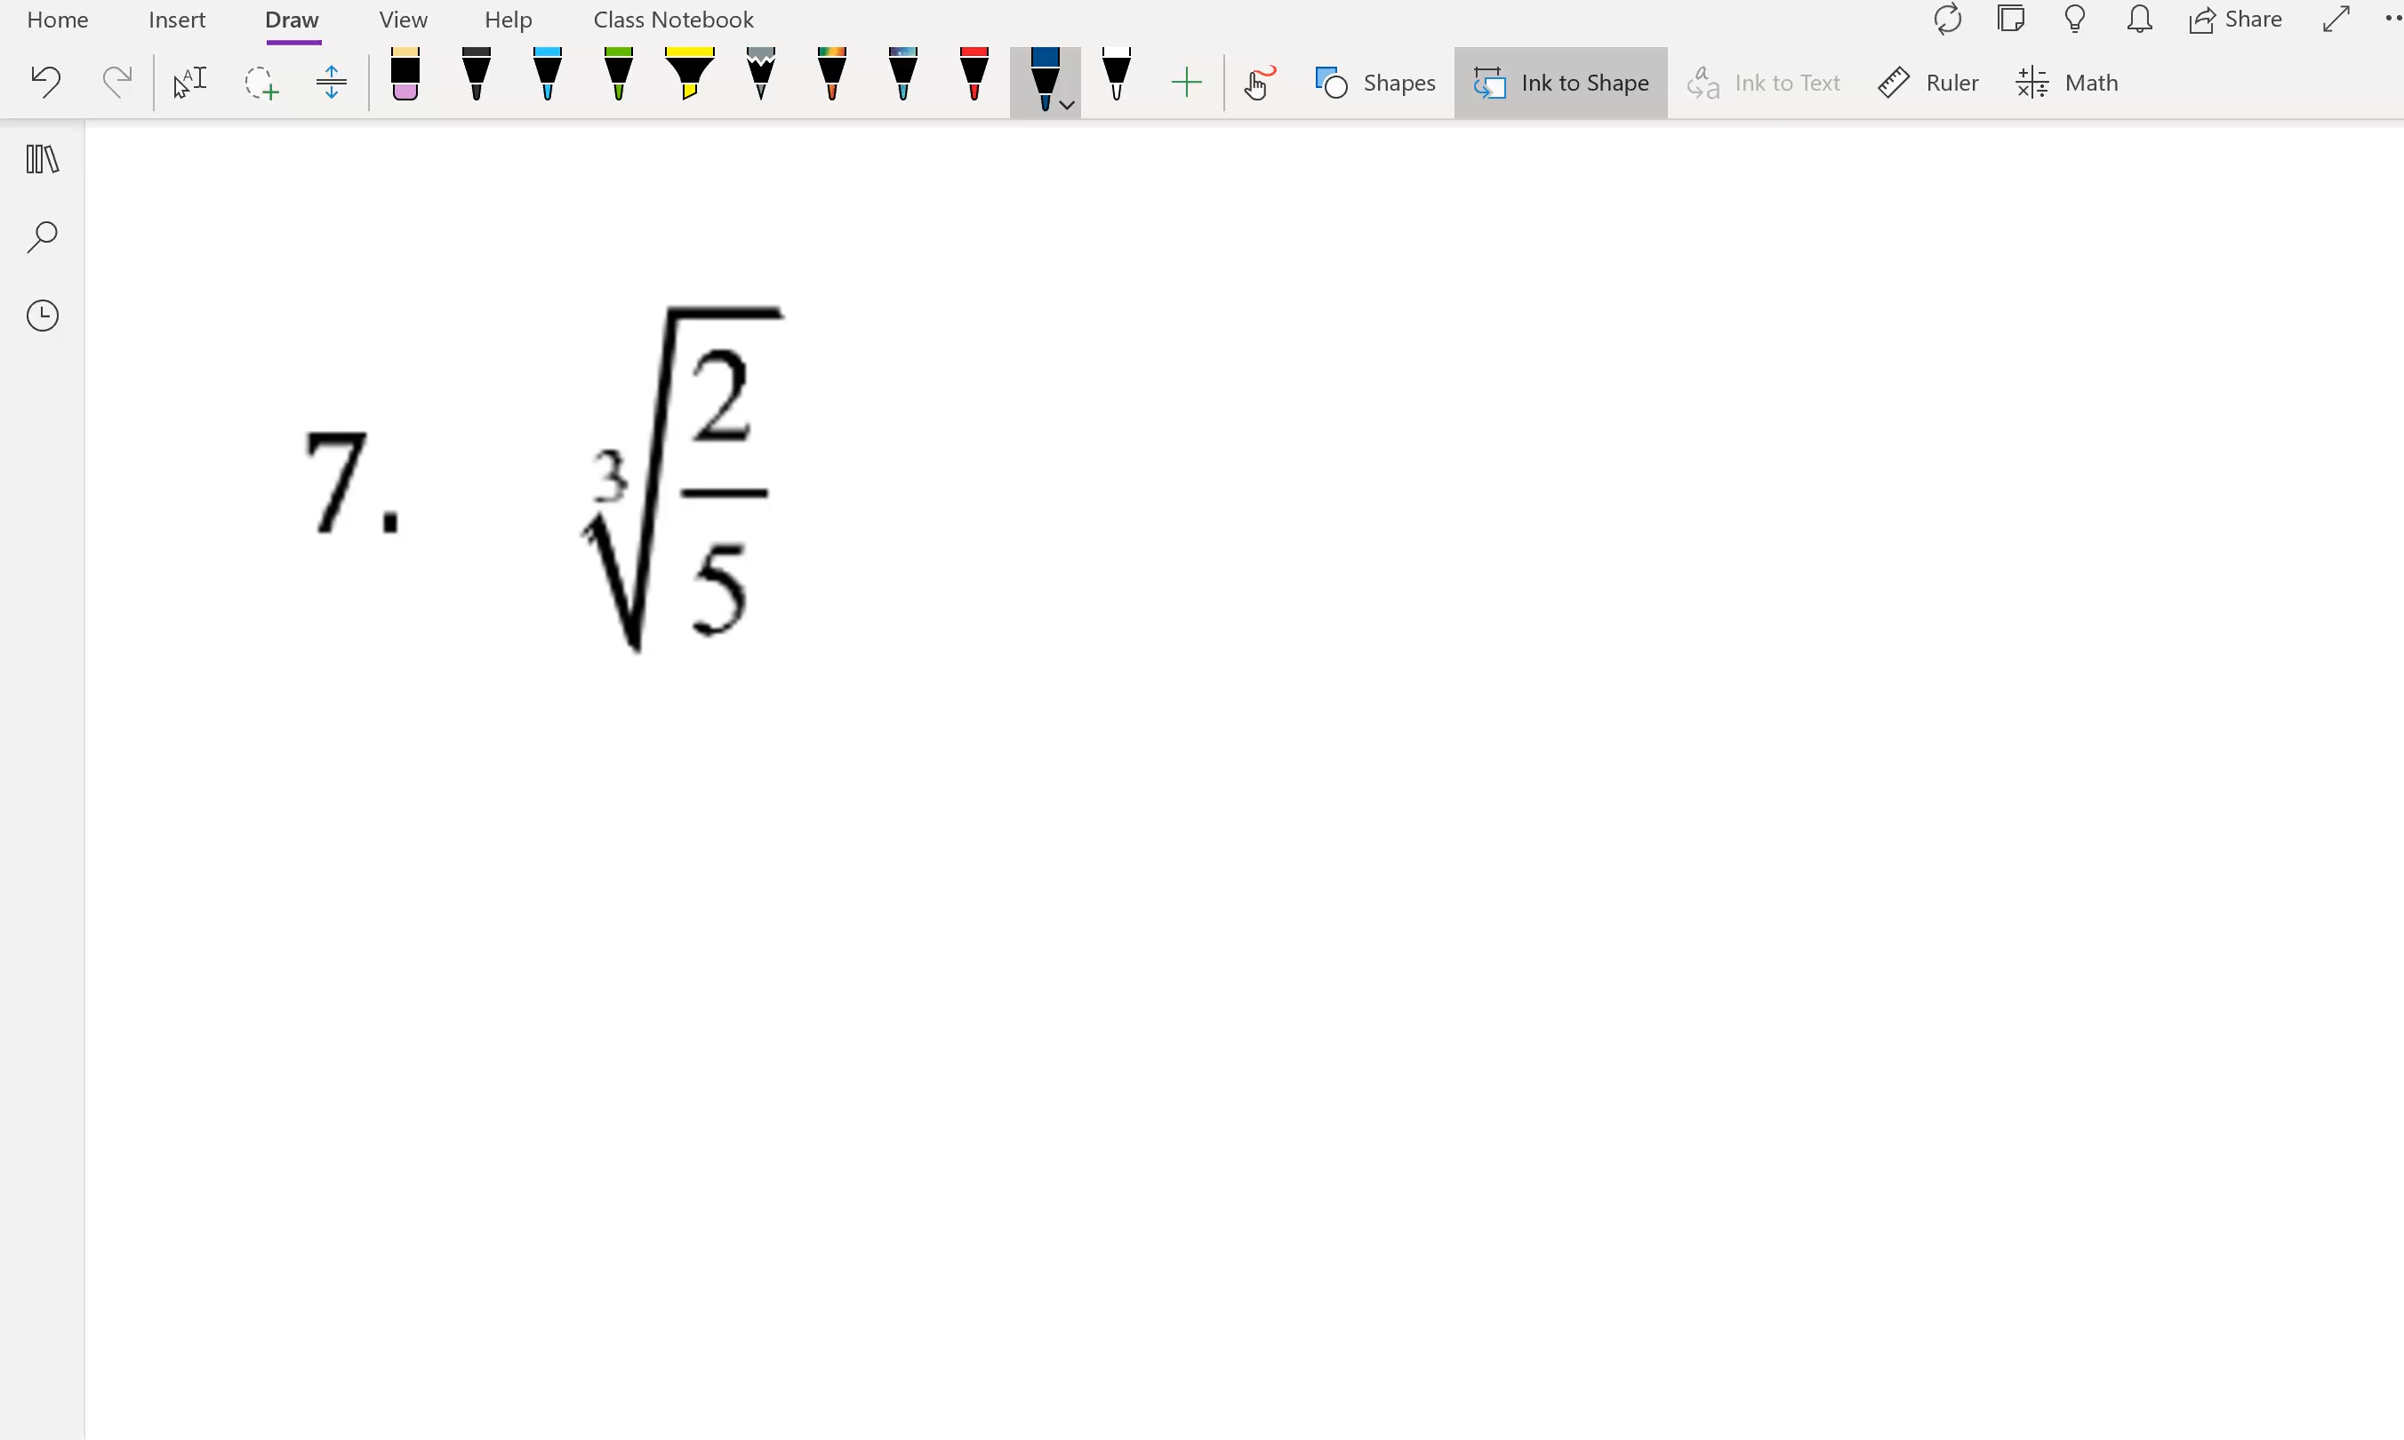 Home Insert Draw View Help Class Notebook Share
Shapes Ink to Shape Ink to Text Ruler Math
7. ∛(2/5)